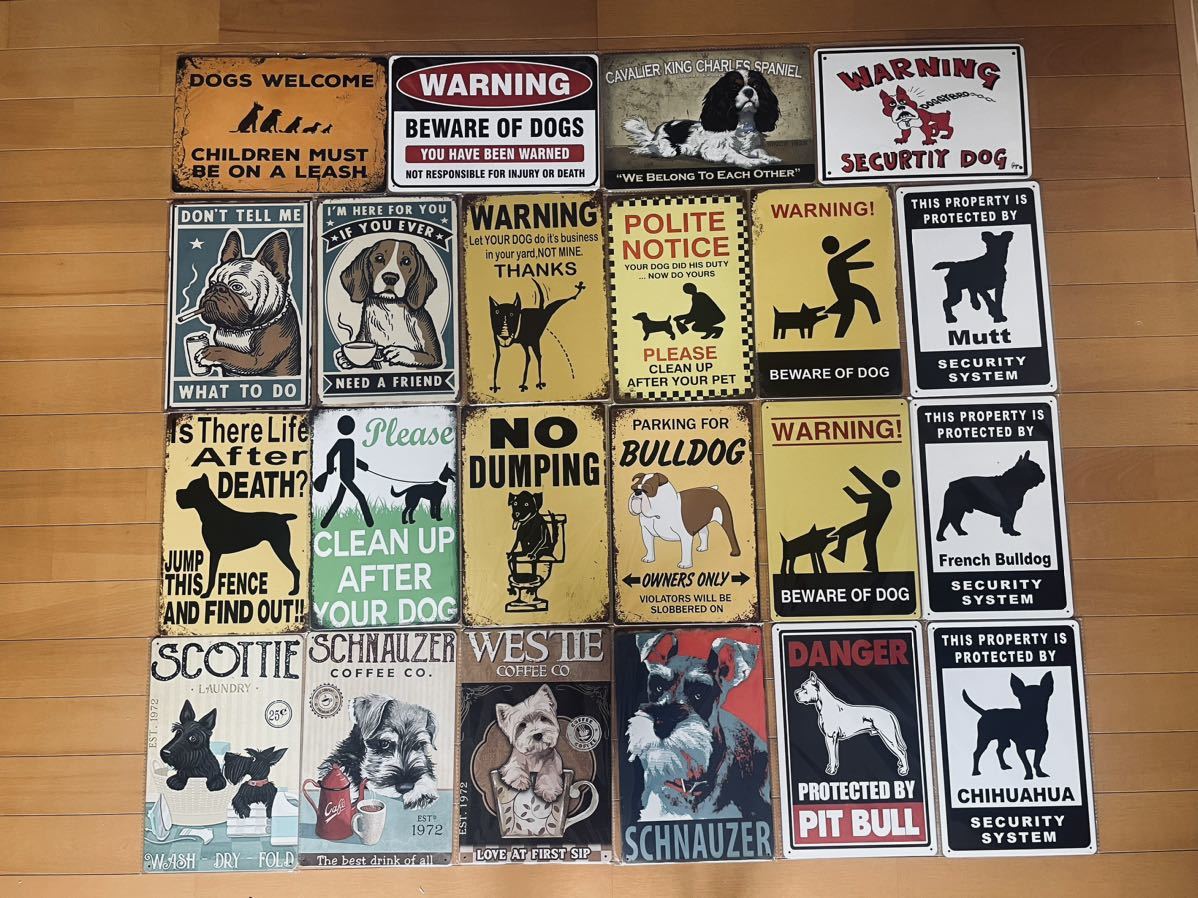 DOGS WELCOME
CHILDREN MUST
BE ON A LEASH
WARNING
BEWARE OF DOGS
YOU HAVE BEEN WARNED
NOT RESPONSIBLE FOR INJURY OR DEATH
CAVALIER KING CHARLES SPANIEL
"WE BELONG TO EACH OTHER"
WARNING
DOGGYBRO
SECURTIY DOG
DON'T TELL ME
WHAT TO DO
I'M HERE FOR YOU
IF YOU EVER
NEED A FRIEND
WARNING
Let YOUR DOG do it's business
in your yard, NOT MINE.
THANKS
POLITE
NOTICE
YOUR DOG DID HIS DUTY
... NOW DO YOURS
PLEASE
CLEAN UP
AFTER YOUR PET
WARNING!
BEWARE OF DOG
THIS PROPERTY IS
PROTECTED BY
Mutt
SECURITY
SYSTEM
Is There Life
After
DEATH?
JUMP
THIS FENCE
AND FIND OUT!!
Please
CLEAN UP
AFTER
YOUR DOG
NO
DUMPING
PARKING FOR
BULLDOG
OWNERS ONLY
VIOLATORS WILL BE
SLOBBERED ON
WARNING!
BEWARE OF DOG
THIS PROPERTY IS
PROTECTED BY
French Bulldog
SECURITY
SYSTEM
SCOTTIE
· LAUNDRY ·
EST. 1972
25¢
WASH - DRY - FOLD
SCHNAUZER
COFFEE CO.
Café
ESTD
1972
The best drink of all
WESTIE
COFFEE CO
EST. 1972
LOVE AT FIRST SIP
SCHNAUZER
DANGER
PROTECTED BY
PIT BULL
THIS PROPERTY IS
PROTECTED BY
CHIHUAHUA
SECURITY
SYSTEM